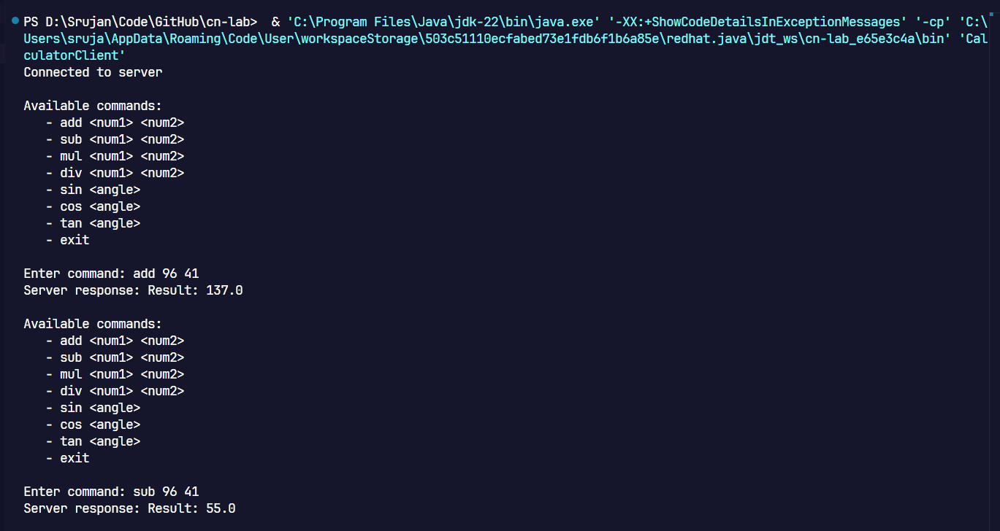 PS D:\Srujan\Code\GitHub\cn-lab>  & 'C:\Program Files\Java\jdk-22\bin\java.exe' '-XX:+ShowCodeDetailsInExceptionMessages' '-cp' 'C:\
Users\sruja\AppData\Roaming\Code\User\workspaceStorage\503c51110ecfabed73e1fdb6f1b6a85e\redhat.java\jdt_ws\cn-lab_e65e3c4a\bin' 'Cal
culatorClient'
Connected to server

Available commands:
   - add <num1> <num2>
   - sub <num1> <num2>
   - mul <num1> <num2>
   - div <num1> <num2>
   - sin <angle>
   - cos <angle>
   - tan <angle>
   - exit

Enter command: add 96 41
Server response: Result: 137.0

Available commands:
   - add <num1> <num2>
   - sub <num1> <num2>
   - mul <num1> <num2>
   - div <num1> <num2>
   - sin <angle>
   - cos <angle>
   - tan <angle>
   - exit

Enter command: sub 96 41
Server response: Result: 55.0